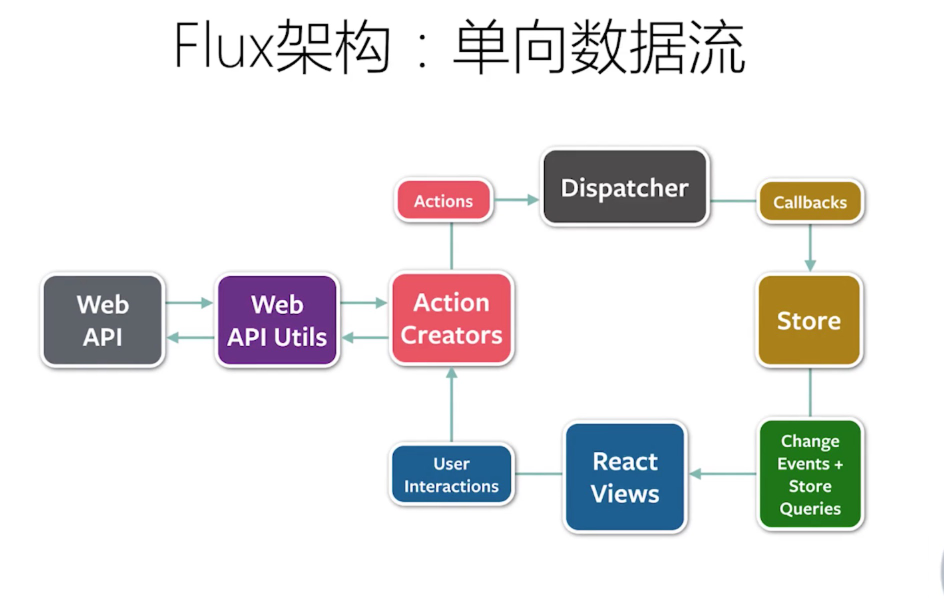 Flux架构：单向数据流
Dispatcher
Actions
Callbacks
Web
API
Web
API Utils
Action
Creators
Store
User
Interactions
React
Views
Change
Events +
Store
Queries